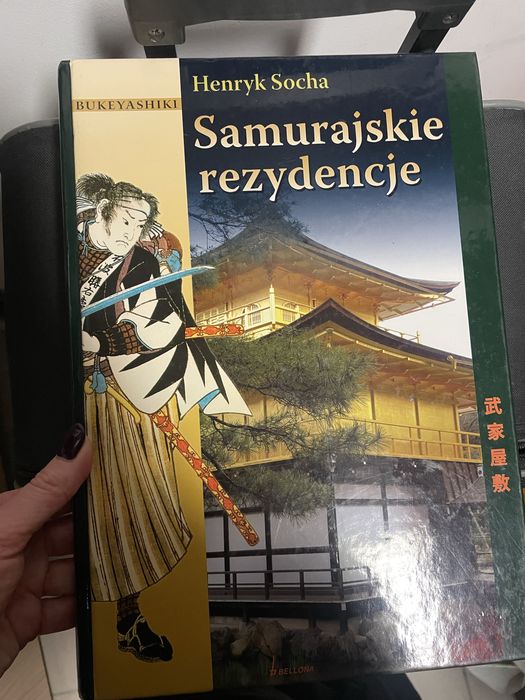 BUKEYASHIKI
Henryk Socha
Samurajskie
rezydencje
武家屋敷
BELLONA